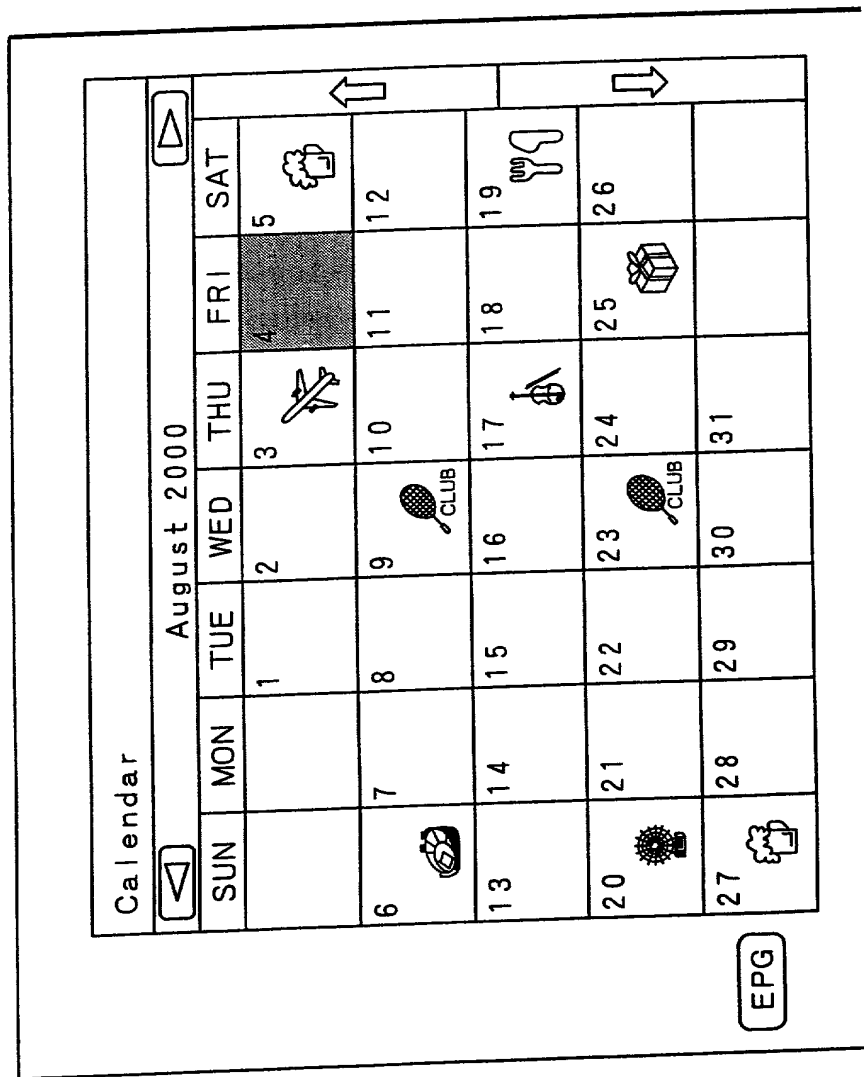 Calendar
August 2000
SUN MON TUE WED THU FRI SAT
1 2 3 4 5
6 7 8 9 10 11 12
CLUB
13 14 15 16 17 18 19
20 21 22 23 24 25 26
CLUB
27 28 29 30 31
EPG